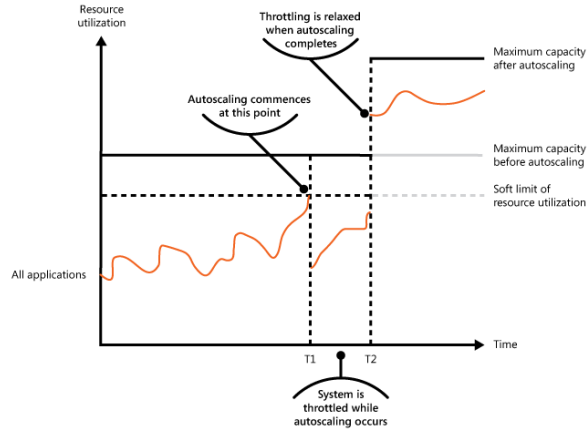 Resource
utilization
Throttling is relaxed
when autoscaling
completes
Maximum capacity
after autoscaling
Autoscaling commences
at this point
Maximum capacity
before autoscaling
Soft limit of
resource utilization
All applications
Time
T1
T2
System is
throttled while
autoscaling occurs